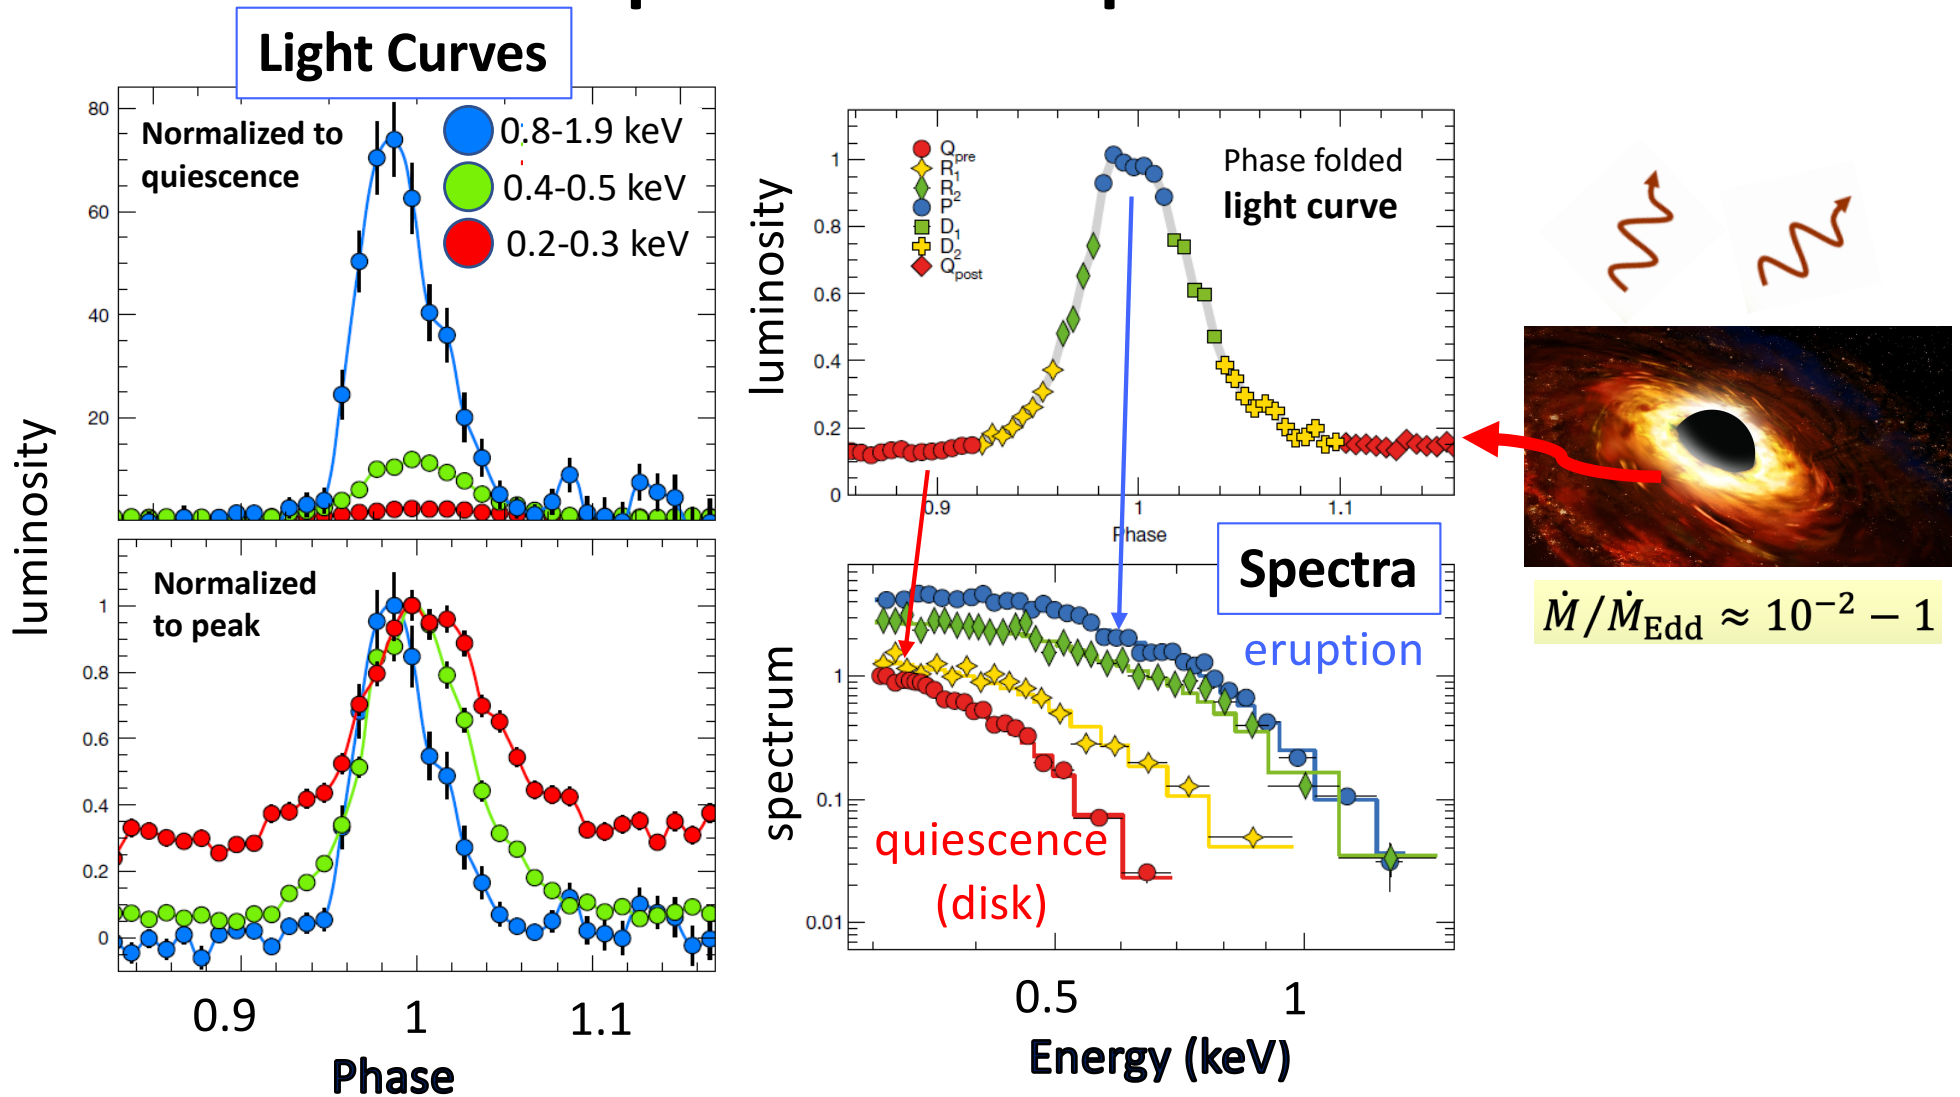 Light Curves
Normalized to
quiescence
0.8-1.9 keV
0.4-0.5 keV
0.2-0.3 keV
80
60
40
20
luminosity
Normalized
to peak
1
0.8
0.6
0.4
0.2
0
0.9
1
1.1
Phase
Qpre
R1
R2
P
D1
D2
Qpost
Phase folded
light curve
luminosity
1
0.8
0.6
0.4
0.2
0
0.9
1
1.1
Phase
Spectra
eruption
quiescence
(disk)
spectrum
1
0.1
0.01
0.5
1
Energy (keV)
Ṁ/ṀEdd ≈ 10⁻² − 1